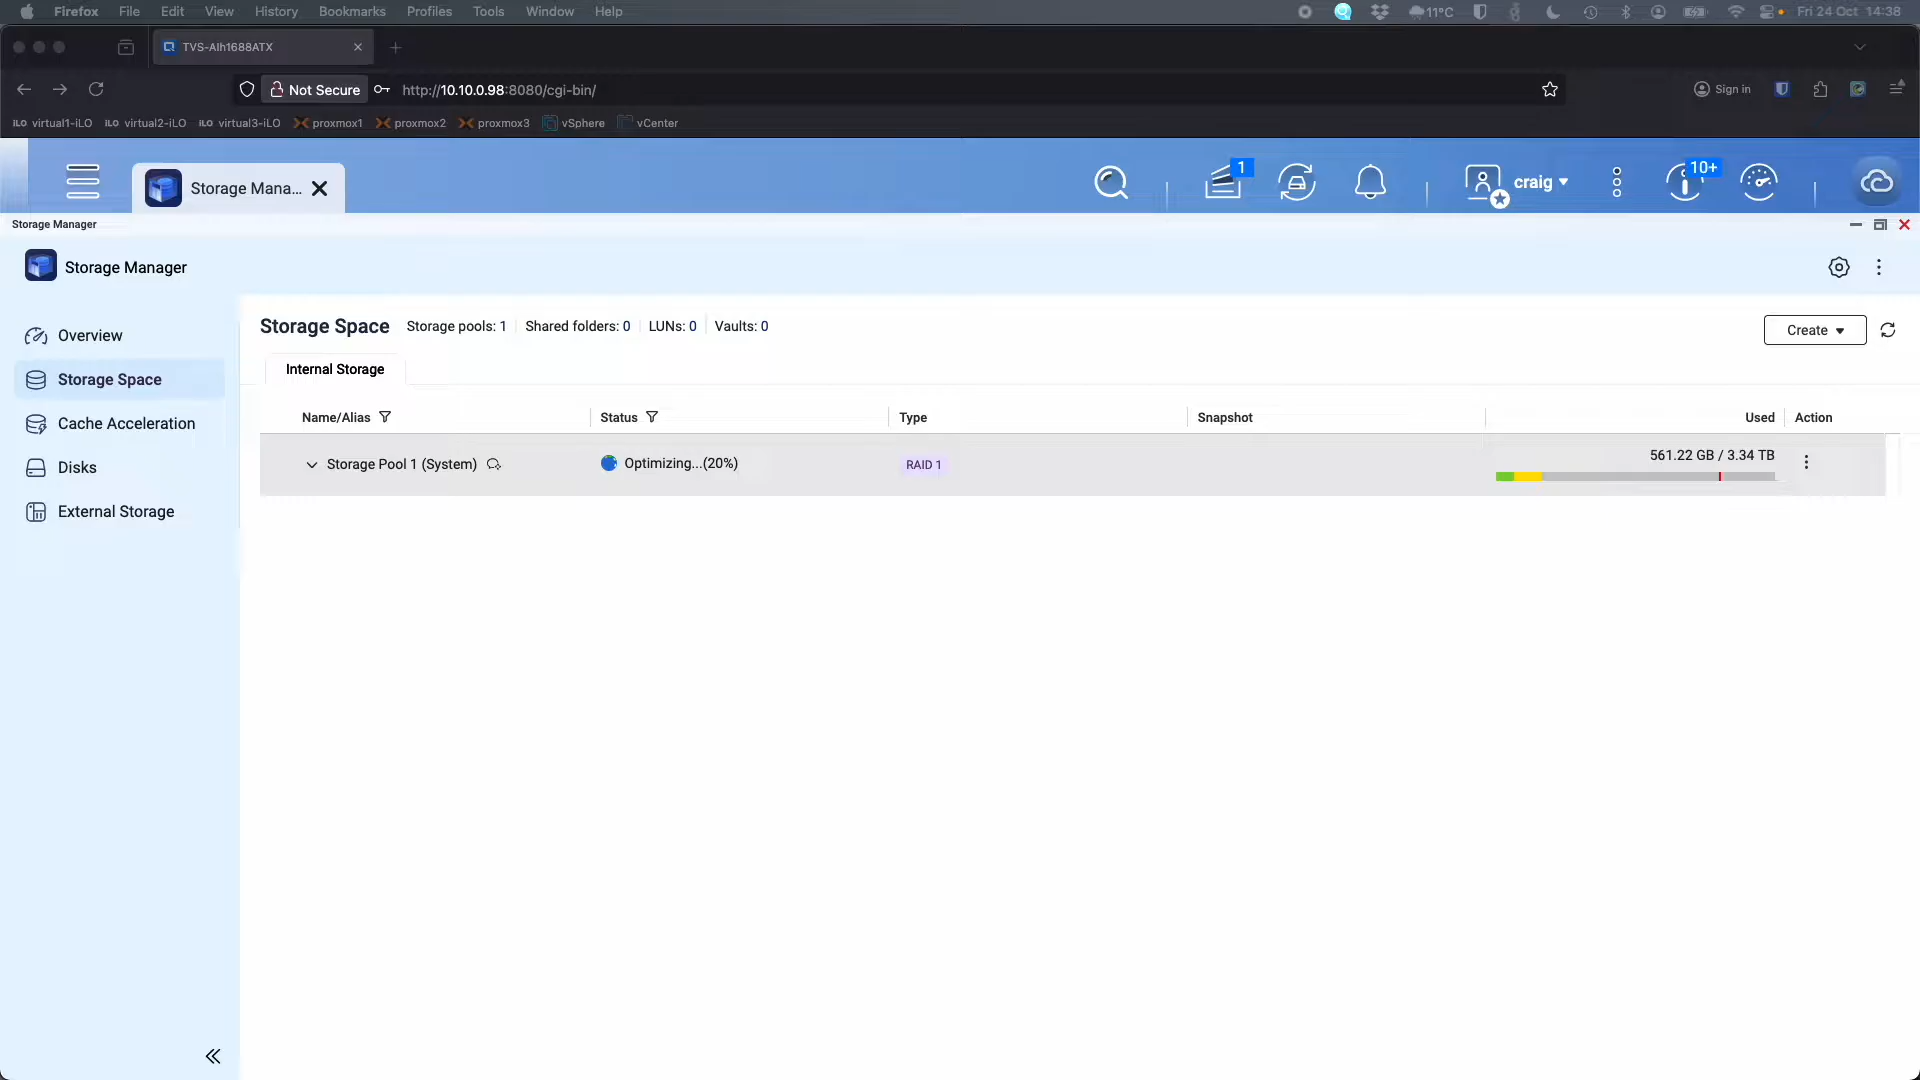 Firefox File Edit View History Bookmarks Profiles Tools Window Help 11°C Fri 24 Oct 14:38
TVS-AIh1688ATX
Not Secure http://10.10.0.98:8080/cgi-bin/ Sign in
iLO virtual1-iLO iLO virtual2-iLO iLO virtual3-iLO proxmox1 proxmox2 proxmox3 vSphere vCenter
Storage Mana... 1 craig 10+
Storage Manager
Storage Manager
Overview
Storage Space
Cache Acceleration
Disks
External Storage
Storage Space Storage pools: 1 Shared folders: 0 LUNs: 0 Vaults: 0 Create
Internal Storage
Name/Alias Status Type Snapshot Used Action
Storage Pool 1 (System) Optimizing...(20%) RAID 1 561.22 GB / 3.34 TB